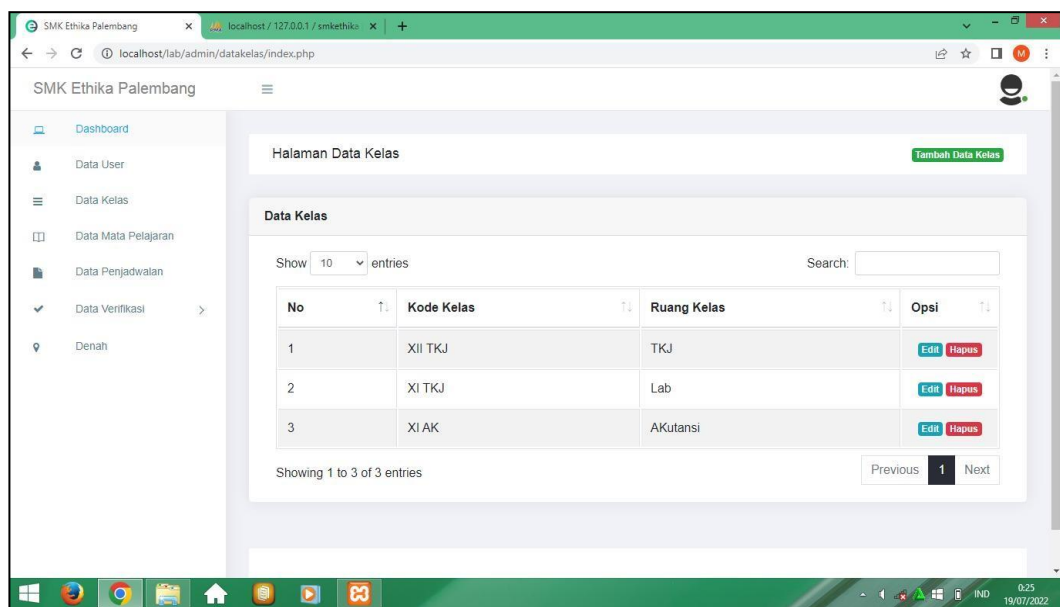 SMK Ethika Palembang
localhost / 127.0.0.1 / smkethika
localhost/lab/admin/datakelas/index.php
M
SMK Ethika Palembang
Dashboard
Data User
Data Kelas
Data Mata Pelajaran
Data Penjadwalan
Data Verifikasi
Denah
Halaman Data Kelas
Tambah Data Kelas
Data Kelas
Show 10 entries
Search:
No Kode Kelas Ruang Kelas Opsi
1 XII TKJ TKJ Edit Hapus
2 XI TKJ Lab Edit Hapus
3 XI AK AKutansi Edit Hapus
Showing 1 to 3 of 3 entries
Previous 1 Next
IND
0:25
19/07/2022